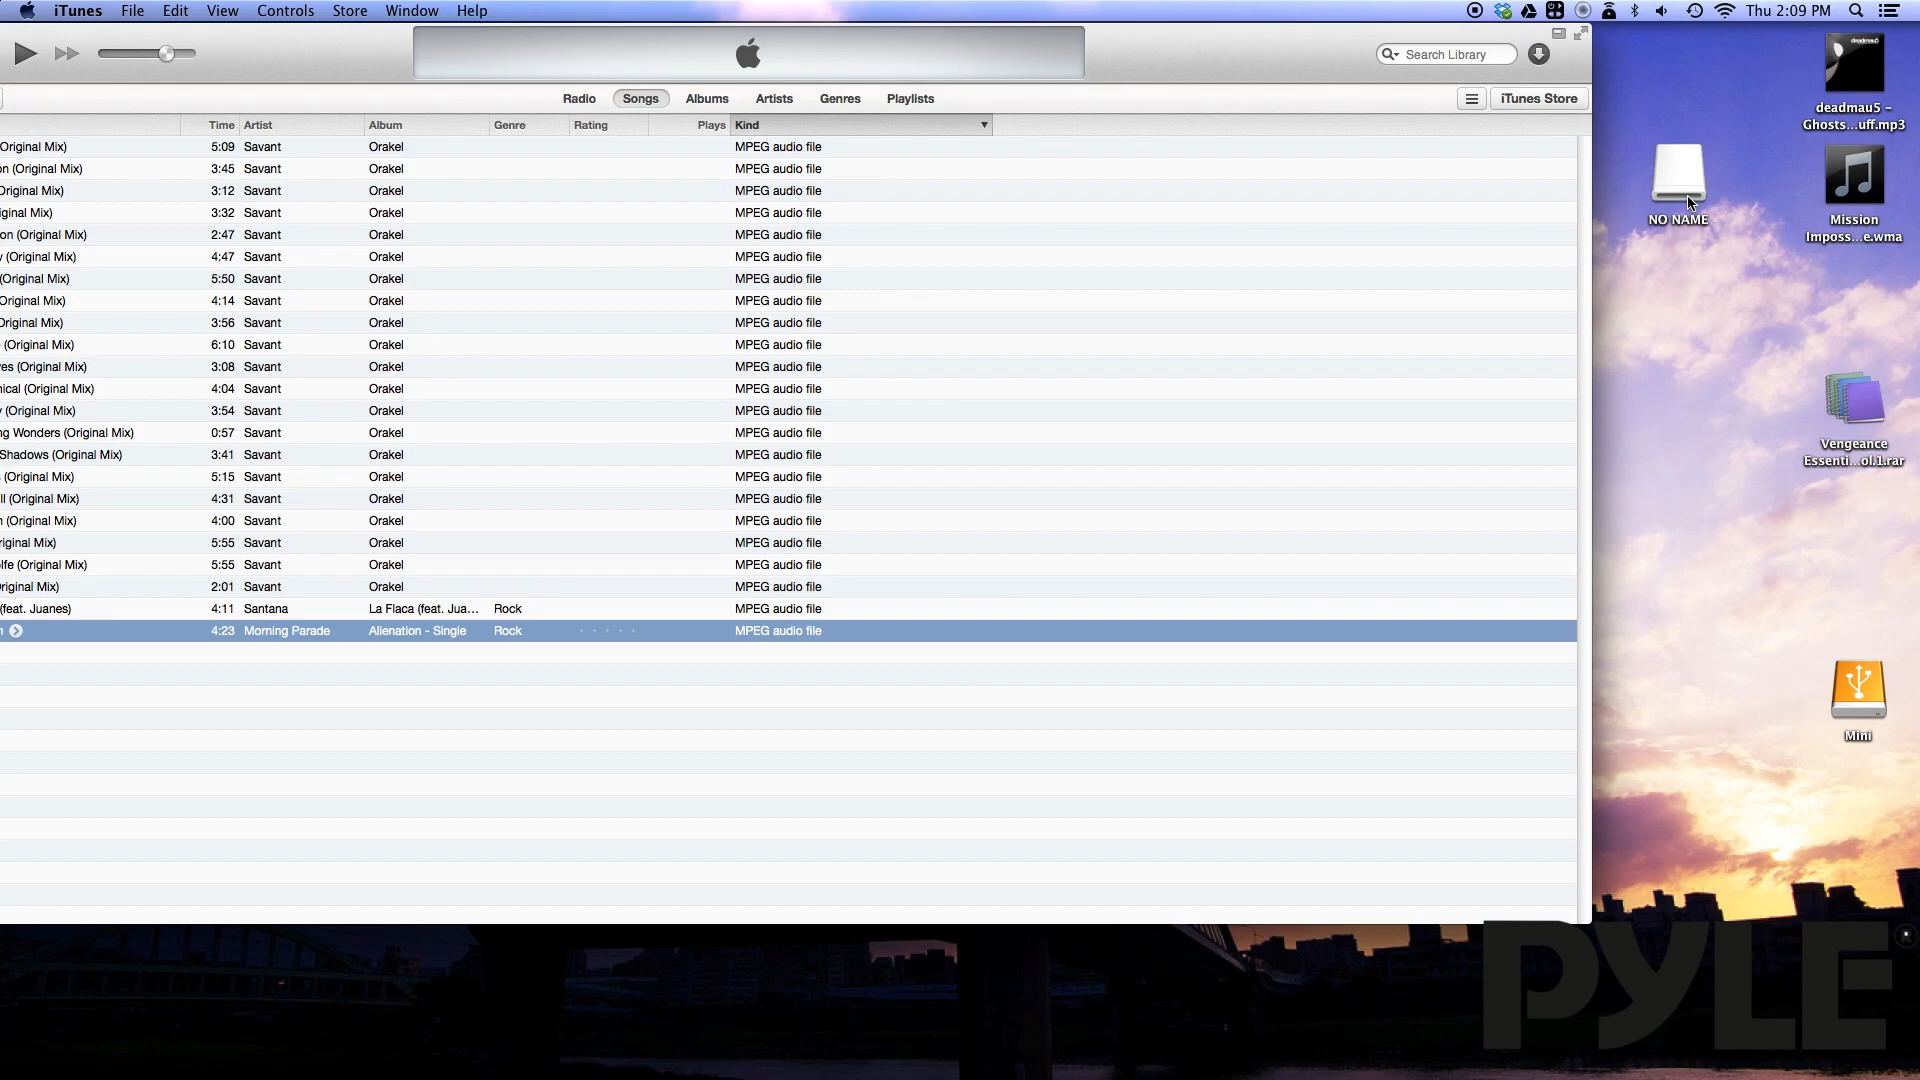 iTunes File Edit View Controls Store Window Help
Thu 2:09 PM
Search Library
Radio Songs Albums Artists Genres Playlists
iTunes Store
Time Artist Album Genre Rating Plays Kind
Original Mix) 5:09 Savant Orakel MPEG audio file
on (Original Mix) 3:45 Savant Orakel MPEG audio file
Original Mix) 3:12 Savant Orakel MPEG audio file
ginal Mix) 3:32 Savant Orakel MPEG audio file
on (Original Mix) 2:47 Savant Orakel MPEG audio file
y (Original Mix) 4:47 Savant Orakel MPEG audio file
(Original Mix) 5:50 Savant Orakel MPEG audio file
Original Mix) 4:14 Savant Orakel MPEG audio file
Original Mix) 3:56 Savant Orakel MPEG audio file
(Original Mix) 6:10 Savant Orakel MPEG audio file
ves (Original Mix) 3:08 Savant Orakel MPEG audio file
nical (Original Mix) 4:04 Savant Orakel MPEG audio file
y (Original Mix) 3:54 Savant Orakel MPEG audio file
ng Wonders (Original Mix) 0:57 Savant Orakel MPEG audio file
Shadows (Original Mix) 3:41 Savant Orakel MPEG audio file
(Original Mix) 5:15 Savant Orakel MPEG audio file
ll (Original Mix) 4:31 Savant Orakel MPEG audio file
n (Original Mix) 4:00 Savant Orakel MPEG audio file
riginal Mix) 5:55 Savant Orakel MPEG audio file
lfe (Original Mix) 5:55 Savant Orakel MPEG audio file
Original Mix) 2:01 Savant Orakel MPEG audio file
(feat. Juanes) 4:11 Santana La Flaca (feat. Jua... Rock MPEG audio file
n 4:23 Morning Parade Alienation - Single Rock MPEG audio file
deadmau5
deadmau5 -
Ghosts...uff.mp3
NO NAME
Mission
Imposs...e.wma
Vengeance
Essenti...ol.1.rar
Mini
PYLE